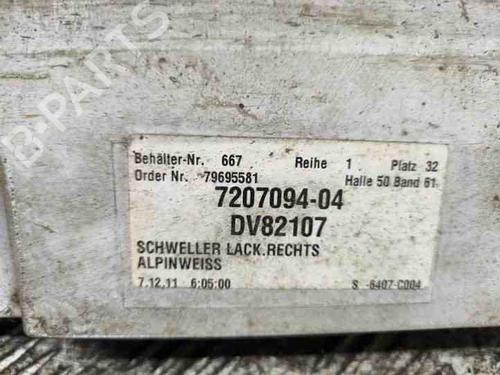 B-PARTS
Behälter-Nr. 667 Reihe 1 Platz 32
Order Nr. 79695581 Halle 50 Band 61
7207094-04
DV82107
SCHWELLER LACK.RECHTS
ALPINWEISS
7.12.11 6:05:00 S -6407-C004